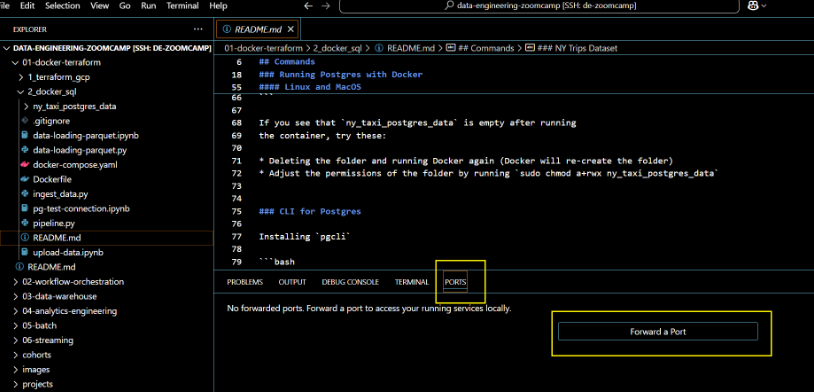 File Edit Selection View Go Run Terminal Help
data-engineering-zoomcamp [SSH: de-zoomcamp]
EXPLORER
README.md
DATA-ENGINEERING-ZOOMCAMP [SSH: DE-ZOOMCAMP]
01-docker-terraform
1_terraform_gcp
2_docker_sql
ny_taxi_postgres_data
.gitignore
data-loading-parquet.ipynb
data-loading-parquet.py
docker-compose.yaml
Dockerfile
ingest_data.py
pg-test-connection.ipynb
pipeline.py
README.md
upload-data.ipynb
README.md
02-workflow-orchestration
03-data-warehouse
04-analytics-engineering
05-batch
06-streaming
cohorts
images
projects
01-docker-terraform > 2_docker_sql > README.md > ## Commands > ### NY Trips Dataset
6 ## Commands
18 ### Running Postgres with Docker
55 #### Linux and MacOS
66 ```
67
68 If you see that `ny_taxi_postgres_data` is empty after running
69 the container, try these:
70
71 * Deleting the folder and running Docker again (Docker will re-create the folder)
72 * Adjust the permissions of the folder by running `sudo chmod a+rwx ny_taxi_postgres_data`
73
74
75 ### CLI for Postgres
76
77 Installing `pgcli`
78
79 ```bash
PROBLEMS OUTPUT DEBUG CONSOLE TERMINAL PORTS
No forwarded ports. Forward a port to access your running services locally.
Forward a Port